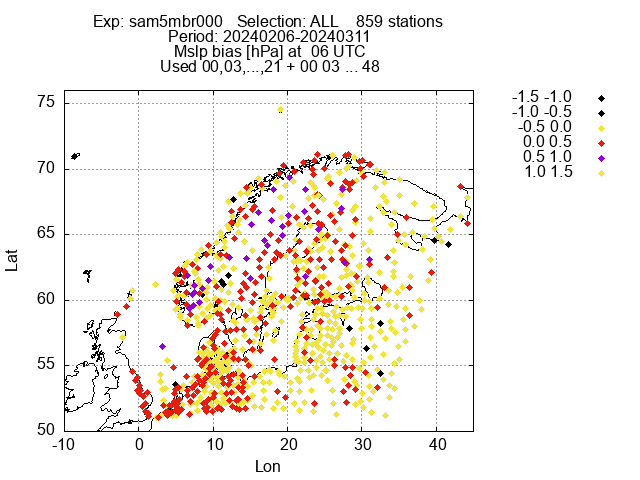 Exp: sam5mbr000 Selection: ALL 859 stations
Period: 20240206-20240311
Mslp bias [hPa] at 06 UTC
Used 00,03,...,21 + 00 03 ... 48
-1.5 -1.0
-1.0 -0.5
-0.5 0.0
0.0 0.5
0.5 1.0
1.0 1.5
75
70
65
60
55
50
Lat
-10 0 10 20 30 40
Lon